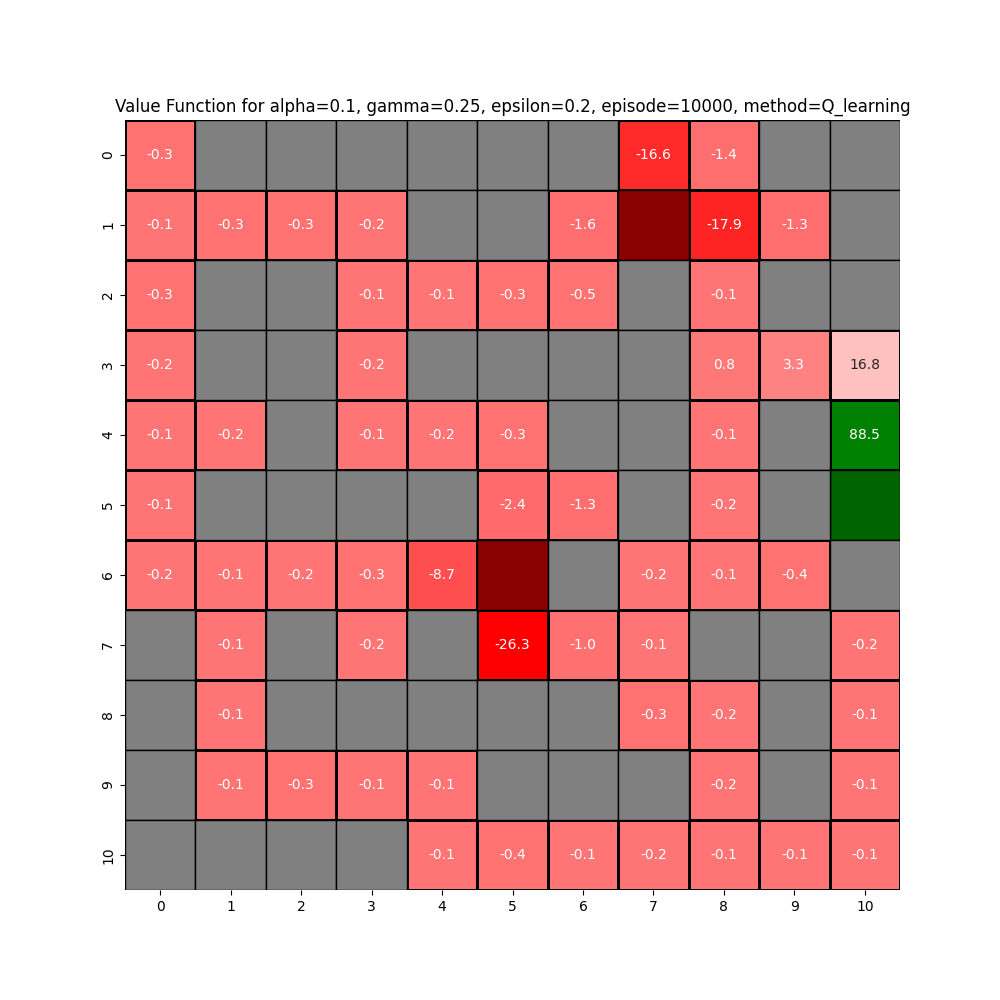 Value Function for alpha=0.1, gamma=0.25, epsilon=0.2, episode=10000, method=Q_learning
0 -0.3 -16.6 -1.4
1 -0.1 -0.3 -0.3 -0.2 -1.6 -17.9 -1.3
2 -0.3 -0.1 -0.1 -0.3 -0.5 -0.1
3 -0.2 -0.2 0.8 3.3 16.8
4 -0.1 -0.2 -0.1 -0.2 -0.3 -0.1 88.5
5 -0.1 -2.4 -1.3 -0.2
6 -0.2 -0.1 -0.2 -0.3 -8.7 -0.2 -0.1 -0.4
7 -0.1 -0.2 -26.3 -1.0 -0.1 -0.2
8 -0.1 -0.3 -0.2 -0.1
9 -0.1 -0.3 -0.1 -0.1 -0.2 -0.1
10 -0.1 -0.4 -0.1 -0.2 -0.1 -0.1 -0.1
0 1 2 3 4 5 6 7 8 9 10